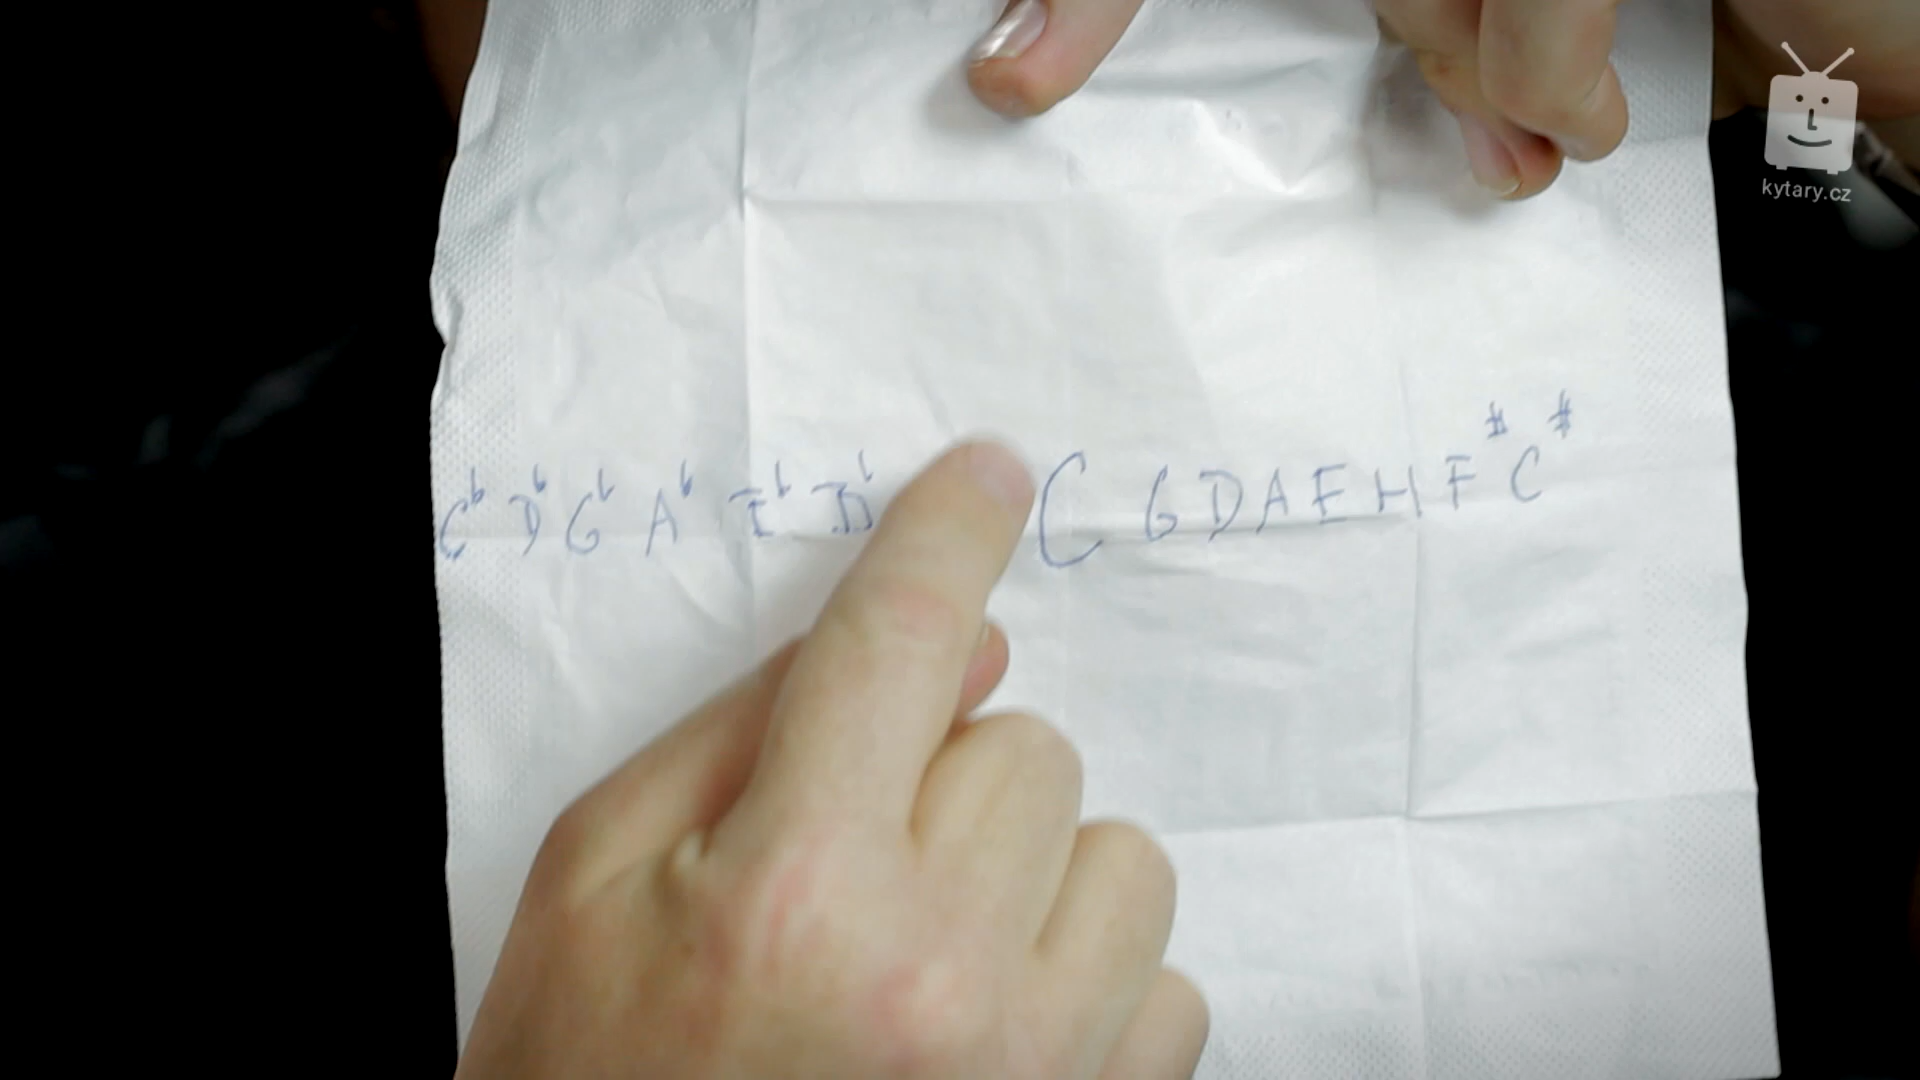 kytary.cz
C♭ D♭ G♭ A♭ E♭ B♭ C G D A E H F# C#